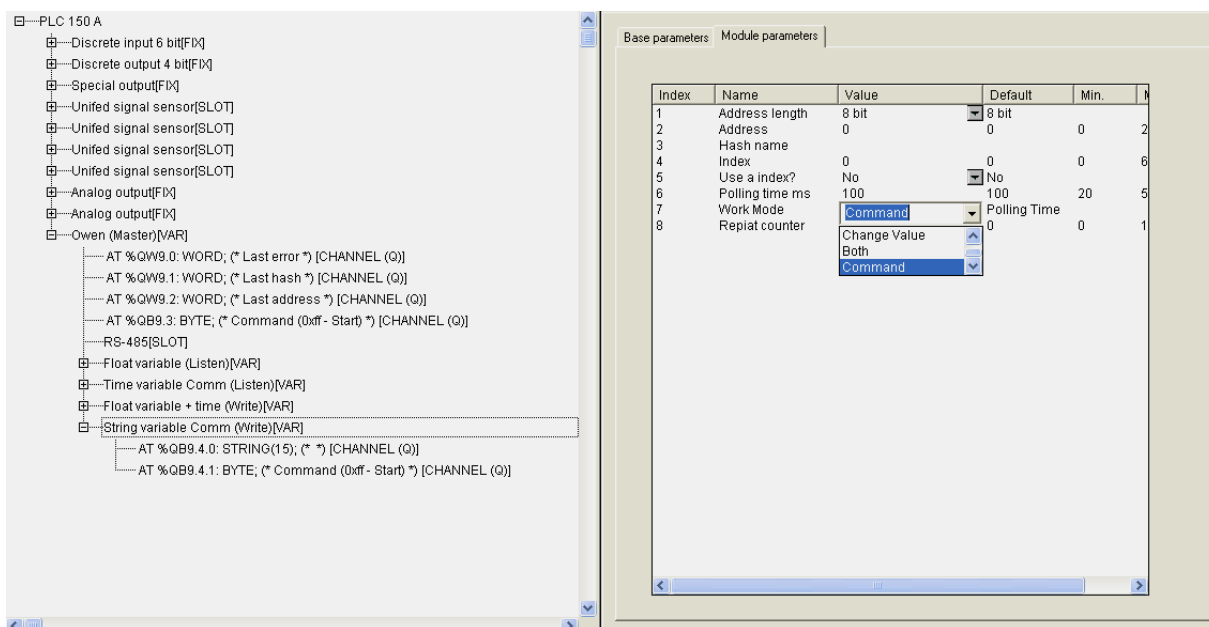 PLC 150 A
Discrete input 6 bit[FIX]
Discrete output 4 bit[FIX]
Special output[FIX]
Unifed signal sensor[SLOT]
Unifed signal sensor[SLOT]
Unifed signal sensor[SLOT]
Unifed signal sensor[SLOT]
Analog output[FIX]
Analog output[FIX]
Owen (Master)[VAR]
AT %QW9.0: WORD; (* Last error *) [CHANNEL (Q)]
AT %QW9.1: WORD; (* Last hash *) [CHANNEL (Q)]
AT %QW9.2: WORD; (* Last address *) [CHANNEL (Q)]
AT %QB9.3: BYTE; (* Command (0xff - Start) *) [CHANNEL (Q)]
RS-485[SLOT]
Float variable (Listen)[VAR]
Time variable Comm (Listen)[VAR]
Float variable + time (Write)[VAR]
String variable Comm (Write)[VAR]
AT %QB9.4.0: STRING(15); (* *) [CHANNEL (Q)]
AT %QB9.4.1: BYTE; (* Command (0xff - Start) *) [CHANNEL (Q)]
Base parameters Module parameters
Index Name Value Default Min.
1 Address length 8 bit 8 bit
2 Address 0 0 0 2
3 Hash name
4 Index 0 0 0 6
5 Use a index? No No
6 Polling time ms 100 100 20 5
7 Work Mode Command Polling Time
8 Repiat counter 0 0 1
Change Value
Both
Command